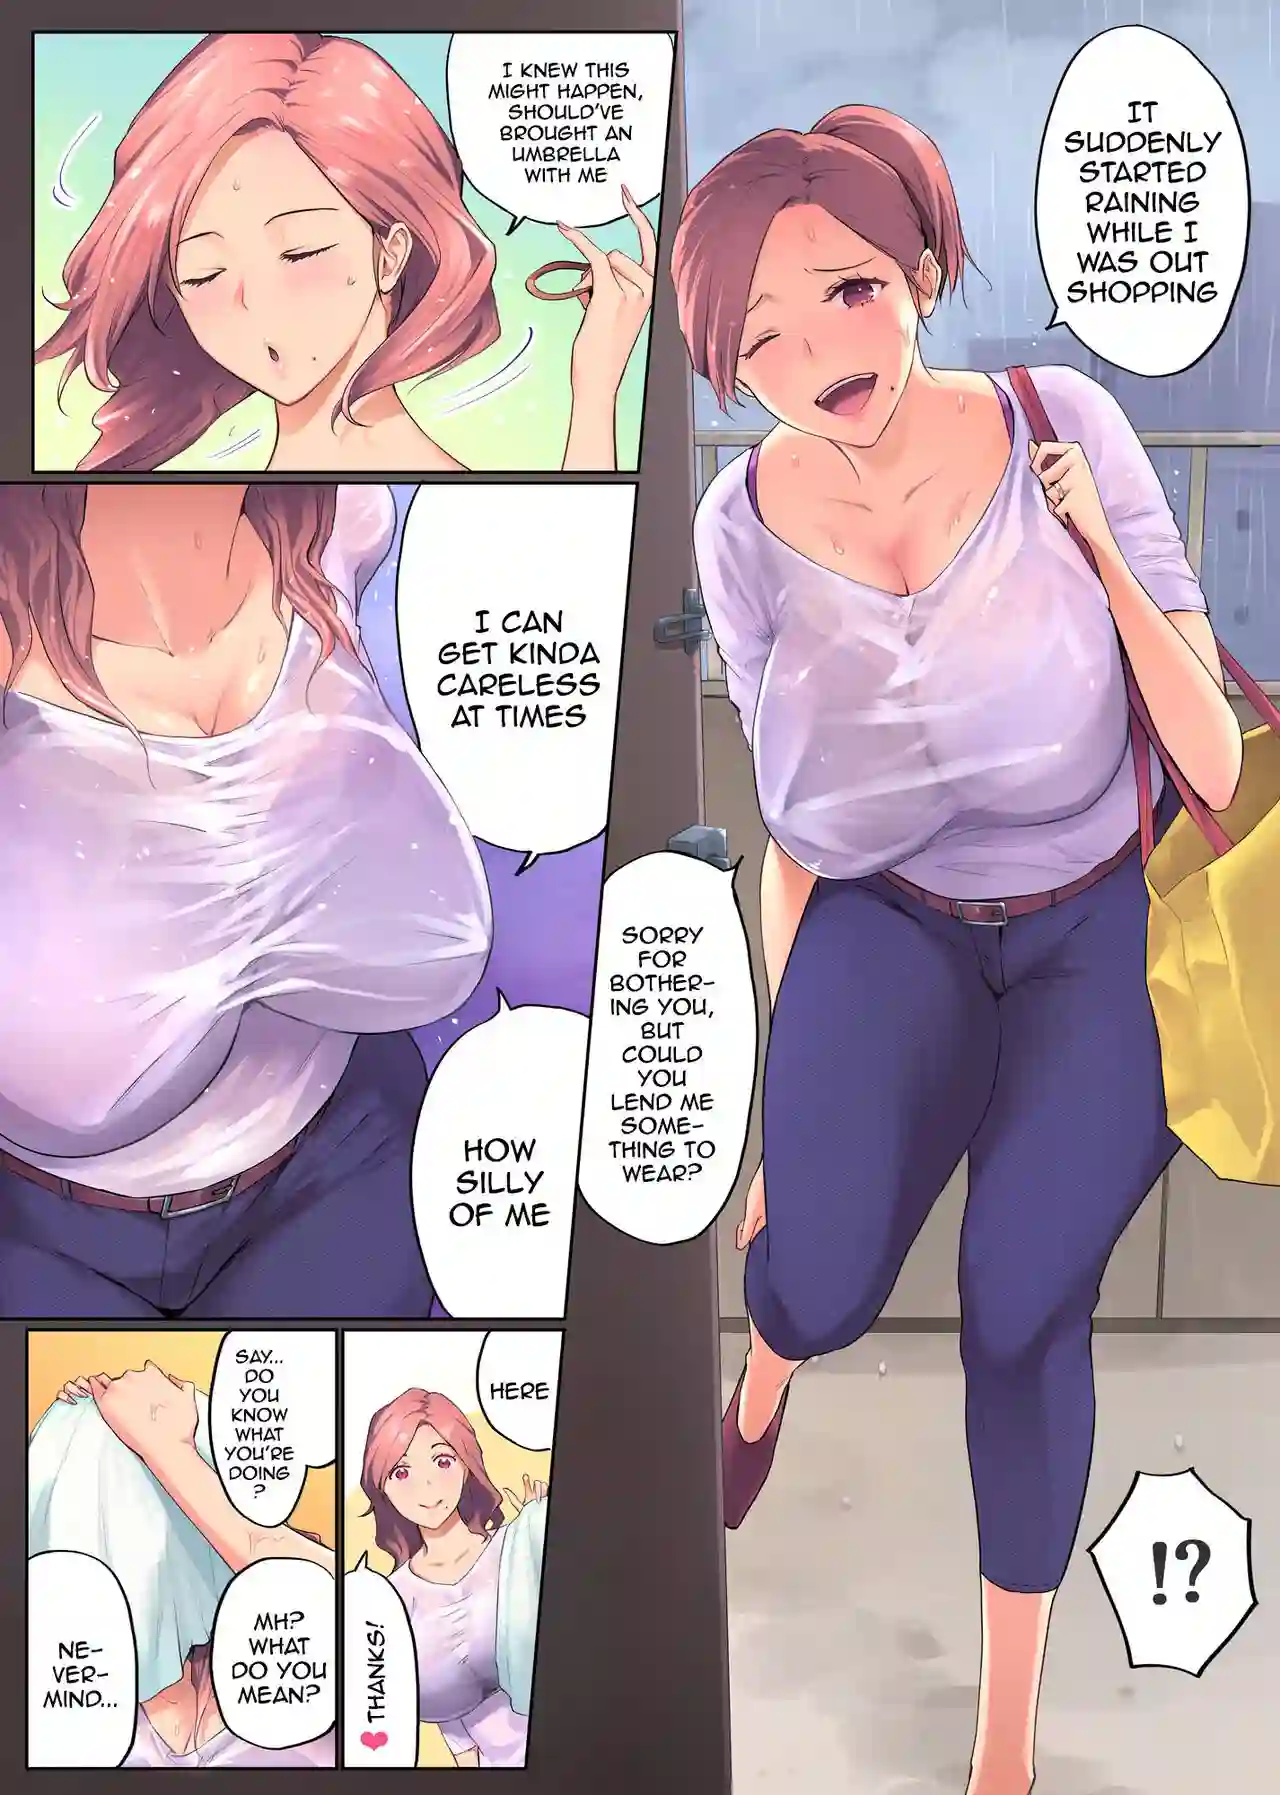 IT
SUDDENLY
STARTED
RAINING
WHILE I
WAS OUT
SHOPPING
!?
SORRY
FOR
BOTHER-
ING YOU,
BUT
COULD
YOU
LEND ME
SOME-
THING TO
WEAR?
I KNEW THIS
MIGHT HAPPEN,
SHOULD'VE
BROUGHT AN
UMBRELLA
WITH ME
I CAN
GET KINDA
CARELESS
AT TIMES
HOW
SILLY
OF ME
HERE
THANKS!
SAY...
DO
YOU
KNOW
WHAT
YOU'RE
DOING
?
MH?
WHAT
DO YOU
MEAN?
NE-
VER-
MIND...